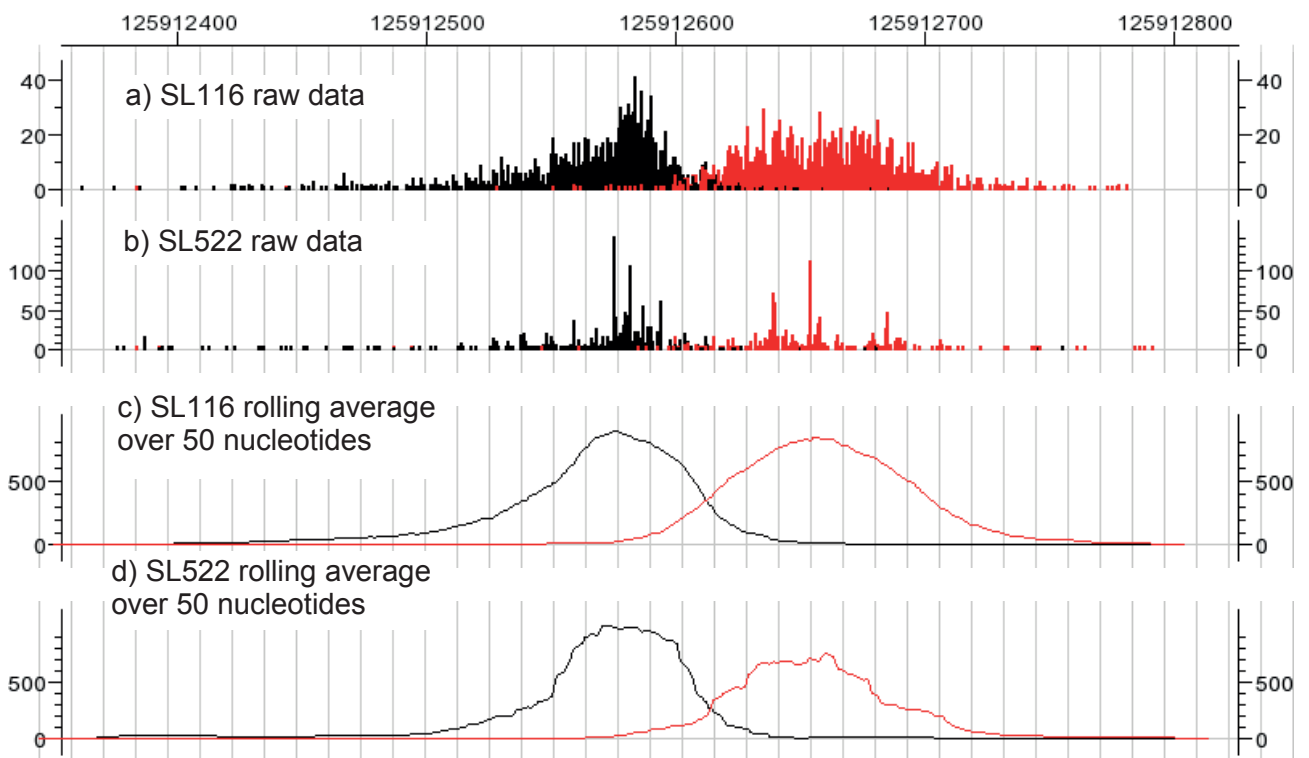 125912400 125912500 125912600 125912700 125912800
40 a) SL116 raw data 40
20 20
0 0
b) SL522 raw data
100 100
50 50
0 0
c) SL116 rolling average
over 50 nucleotides
500 500
0 0
d) SL522 rolling average
over 50 nucleotides
500 500
0 0